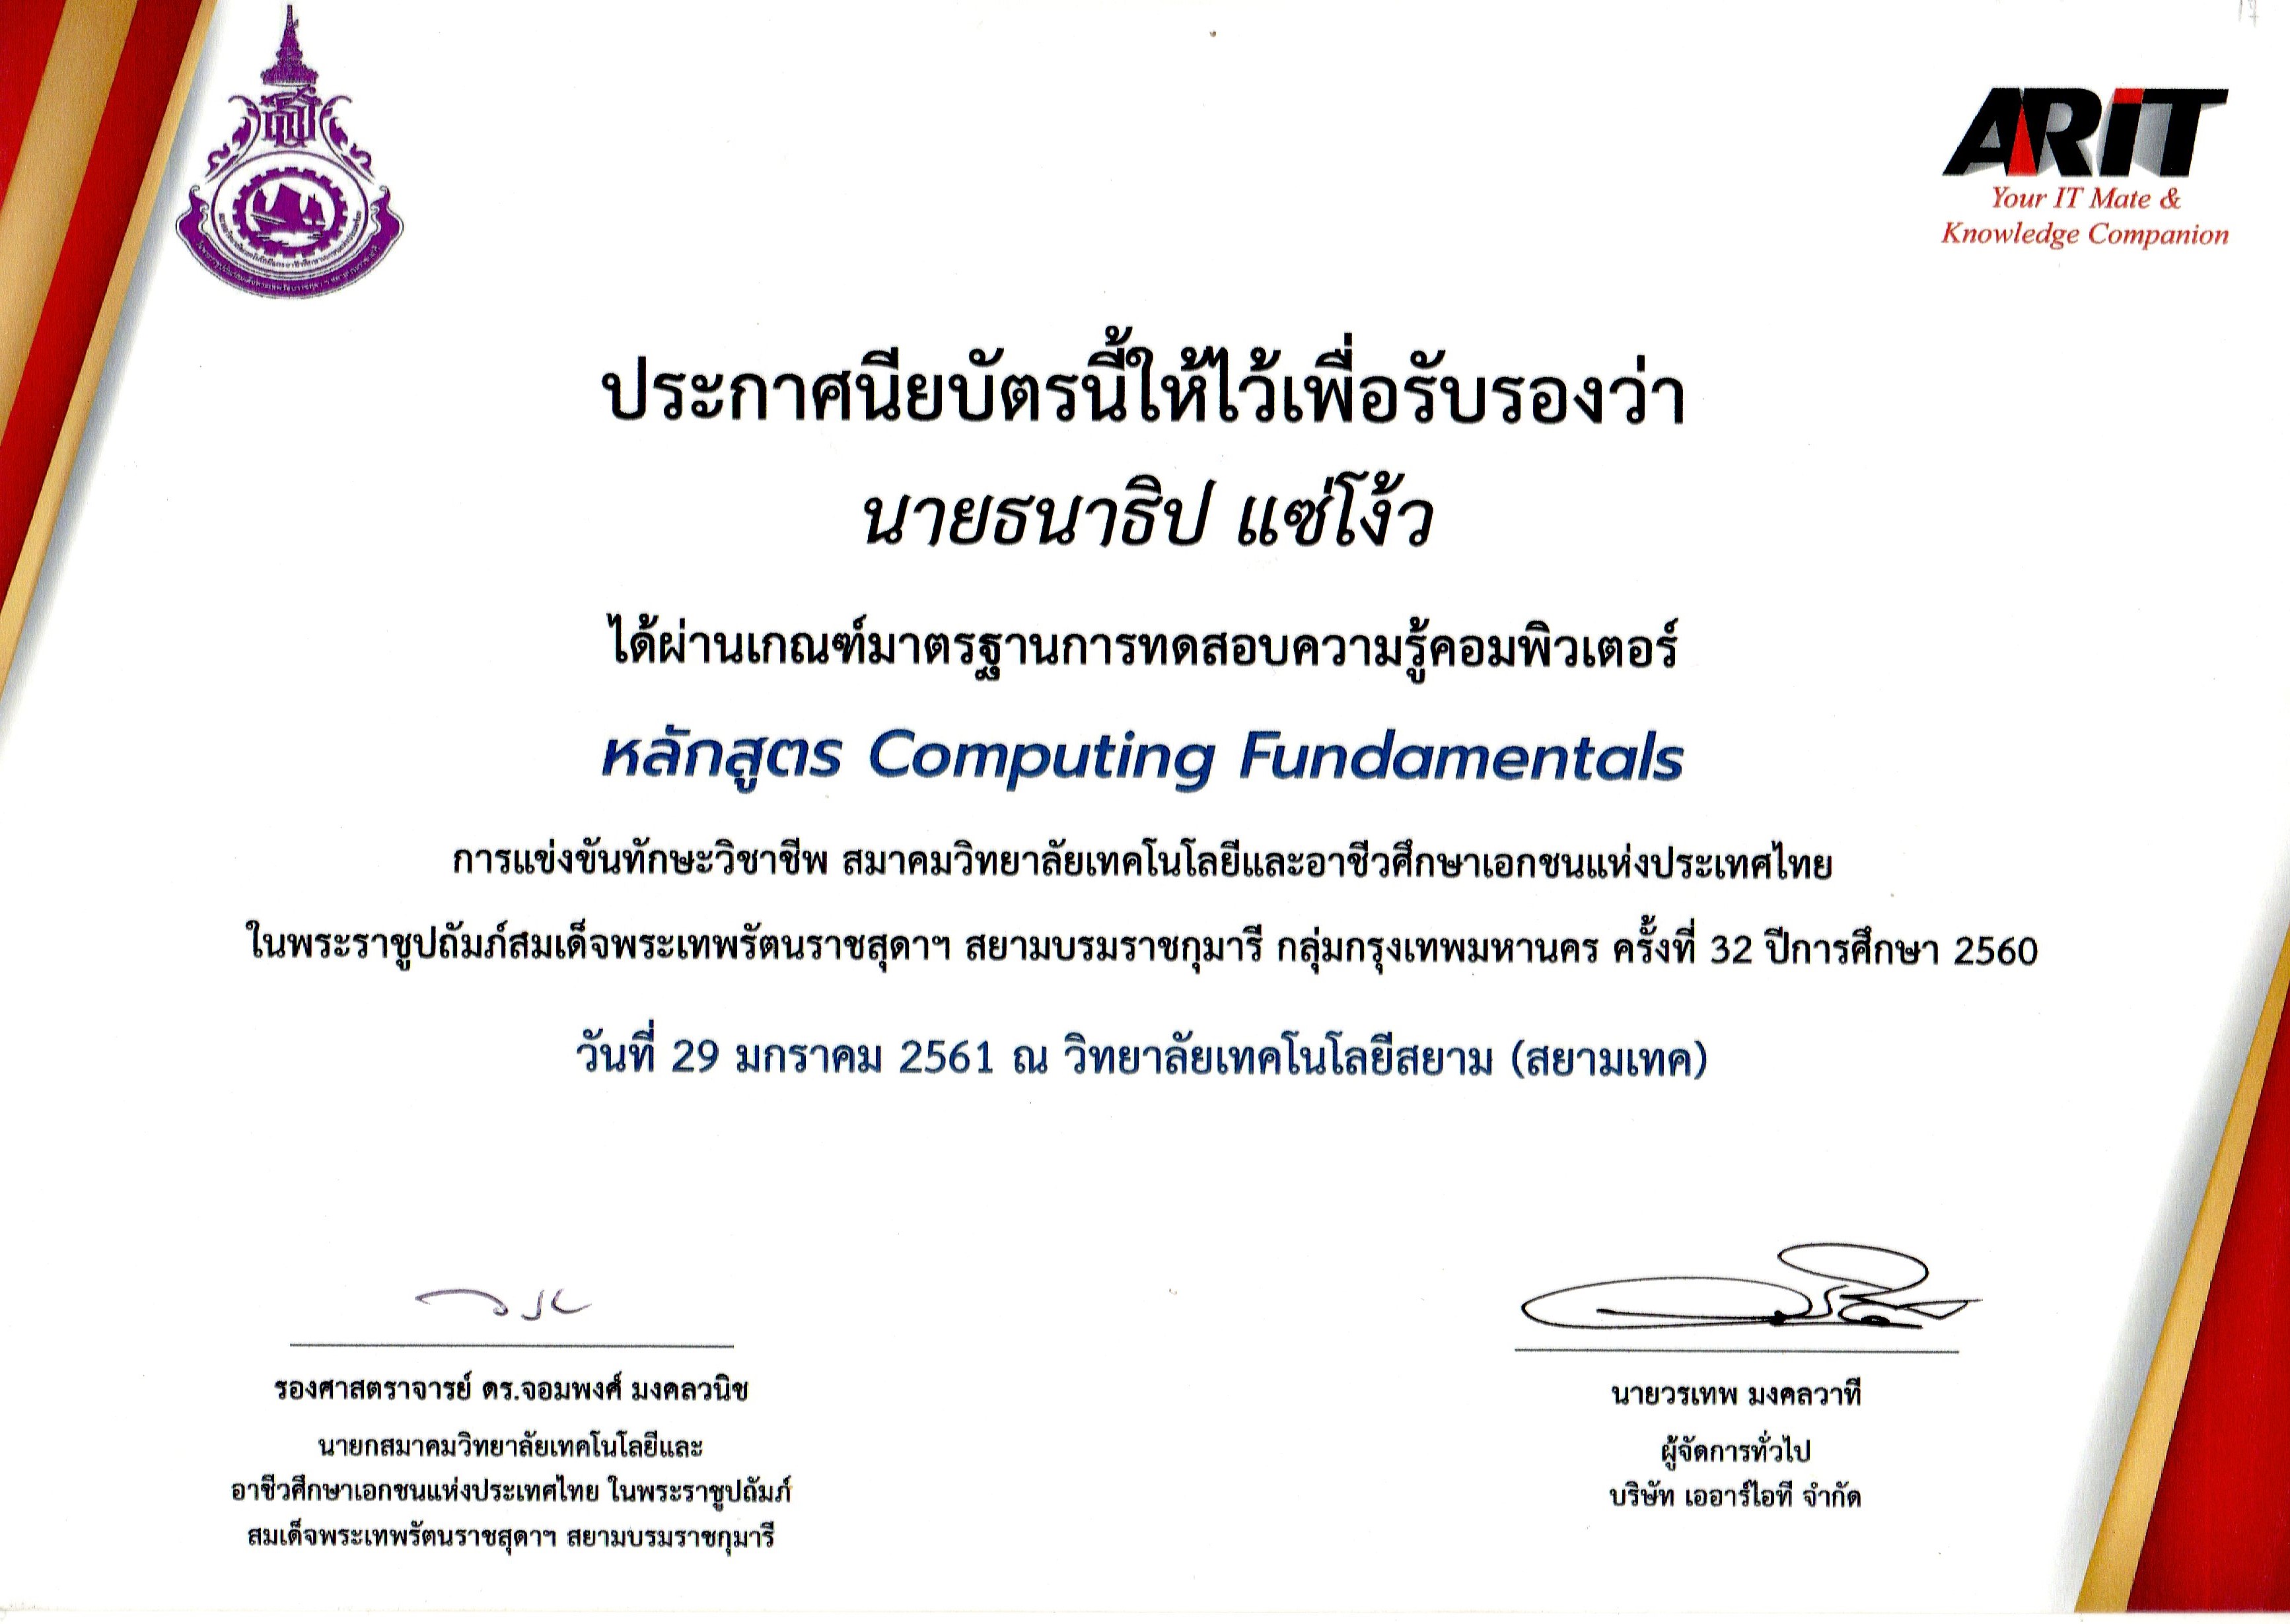 ARiT
Your IT Mate &
Knowledge Companion
ประกาศนียบัตรนี้ให้ไว้เพื่อรับรองว่า
นายธนาธิป แซ่โง้ว
ได้ผ่านเกณฑ์มาตรฐานการทดสอบความรู้คอมพิวเตอร์
หลักสูตร Computing Fundamentals
การแข่งขันทักษะวิชาชีพ สมาคมวิทยาลัยเทคโนโลยีและอาชีวศึกษาเอกชนแห่งประเทศไทย
ในพระราชูปถัมภ์สมเด็จพระเทพรัตนราชสุดาฯ สยามบรมราชกุมารี กลุ่มกรุงเทพมหานคร ครั้งที่ 32 ปีการศึกษา 2560
วันที่ 29 มกราคม 2561 ณ วิทยาลัยเทคโนโลยีสยาม (สยามเทค)
รองศาสตราจารย์ ดร.จอมพงศ์ มงคลวนิช
นายกสมาคมวิทยาลัยเทคโนโลยีและ
อาชีวศึกษาเอกชนแห่งประเทศไทย ในพระราชูปถัมภ์
สมเด็จพระเทพรัตนราชสุดาฯ สยามบรมราชกุมารี
นายวรเทพ มงคลวาที
ผู้จัดการทั่วไป
บริษัท เออาร์ไอที จำกัด